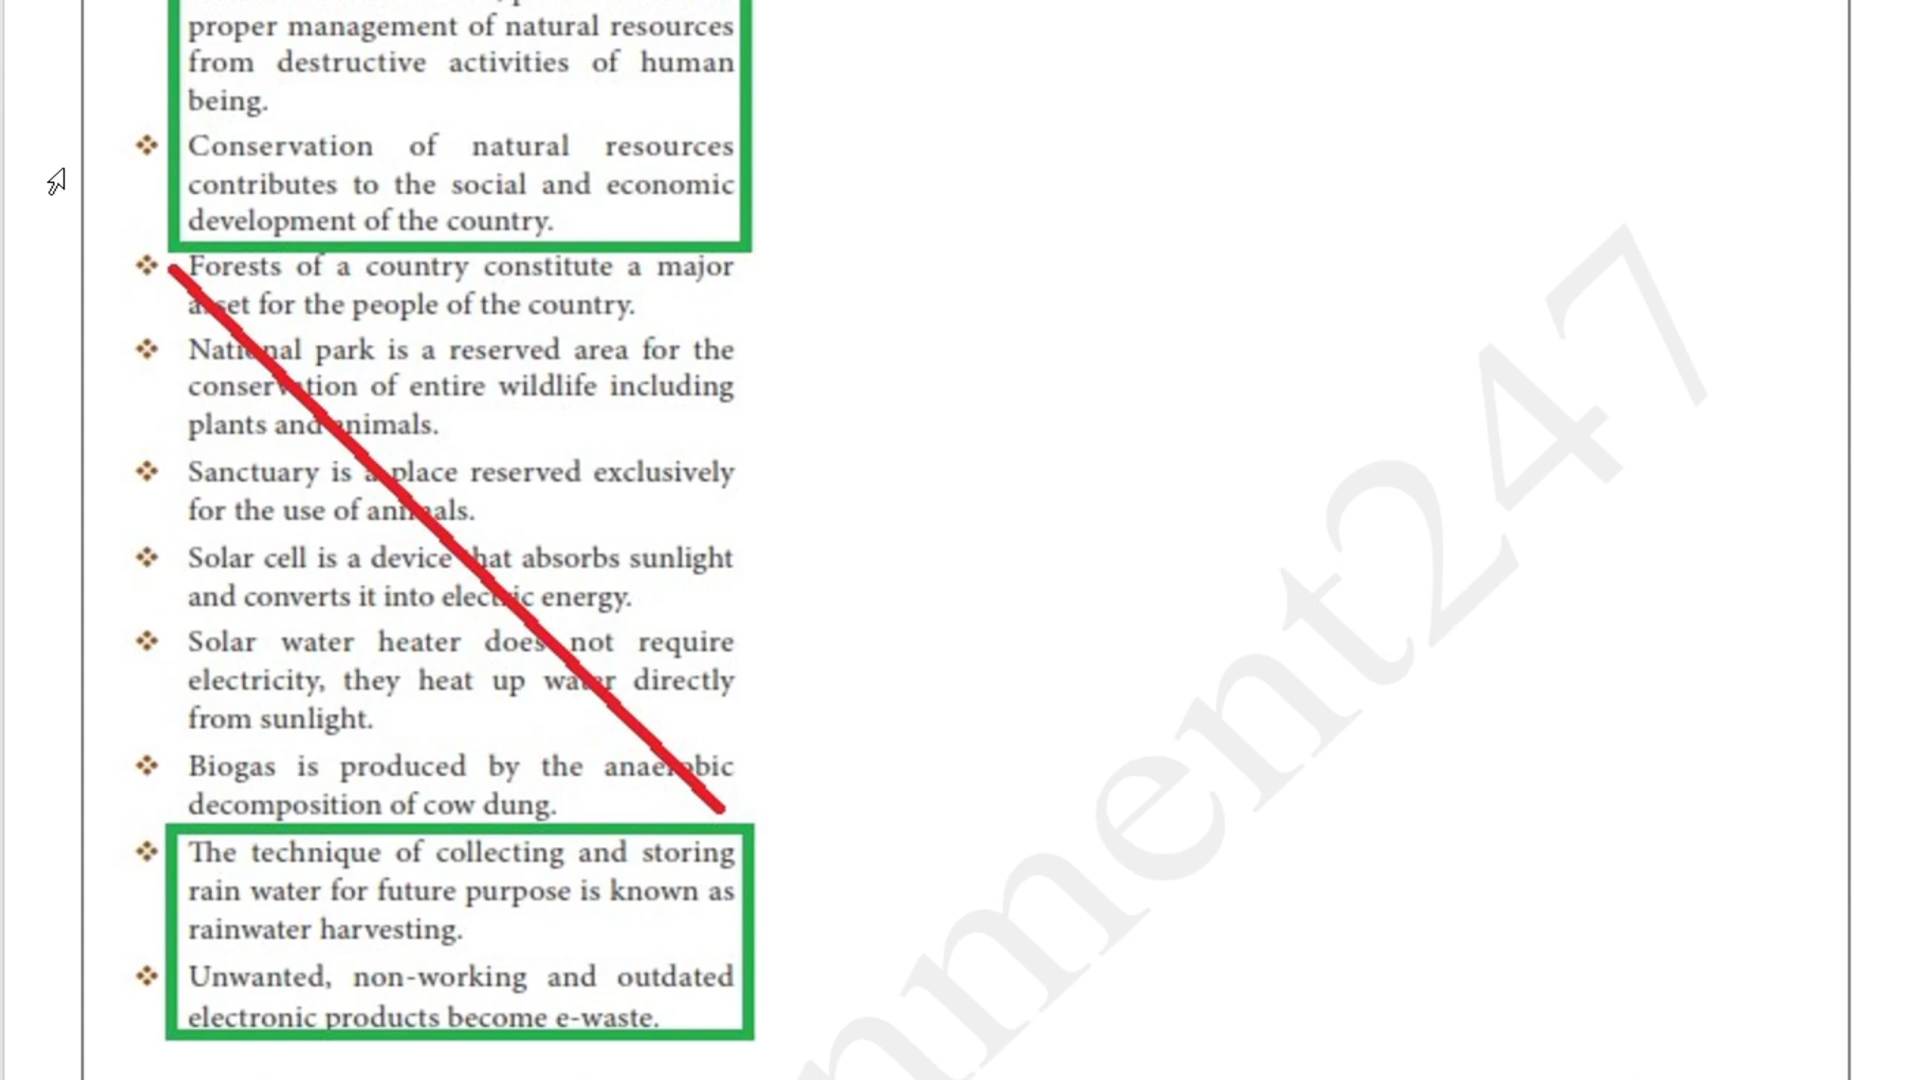 proper management of natural resources
from destructive activities of human
being.
Conservation of natural resources
contributes to the social and economic
development of the country.
Forests of a country constitute a major
asset for the people of the country.
National park is a reserved area for the
conservation of entire wildlife including
plants and animals.
Sanctuary is a place reserved exclusively
for the use of animals.
Solar cell is a device that absorbs sunlight
and converts it into electric energy.
Solar water heater does not require
electricity, they heat up water directly
from sunlight.
Biogas is produced by the anaerobic
decomposition of cow dung.
The technique of collecting and storing
rain water for future purpose is known as
rainwater harvesting.
Unwanted, non-working and outdated
electronic products become e-waste.
nment247